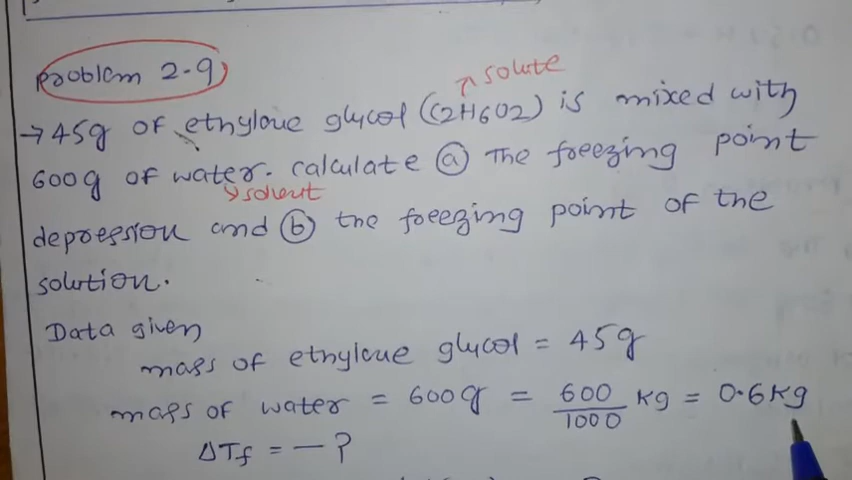 Problem 2.9
↗ solute
→ 45g of ethylene glycol (C2H6O2) is mixed with
600g of water. calculate (a) The freezing point
↘ solvent
depression and (b) the freezing point of the
solution.
Data given
mass of ethylene glycol = 45g
mass of water = 600g = 600/1000 Kg = 0.6Kg
ΔTf = — ?